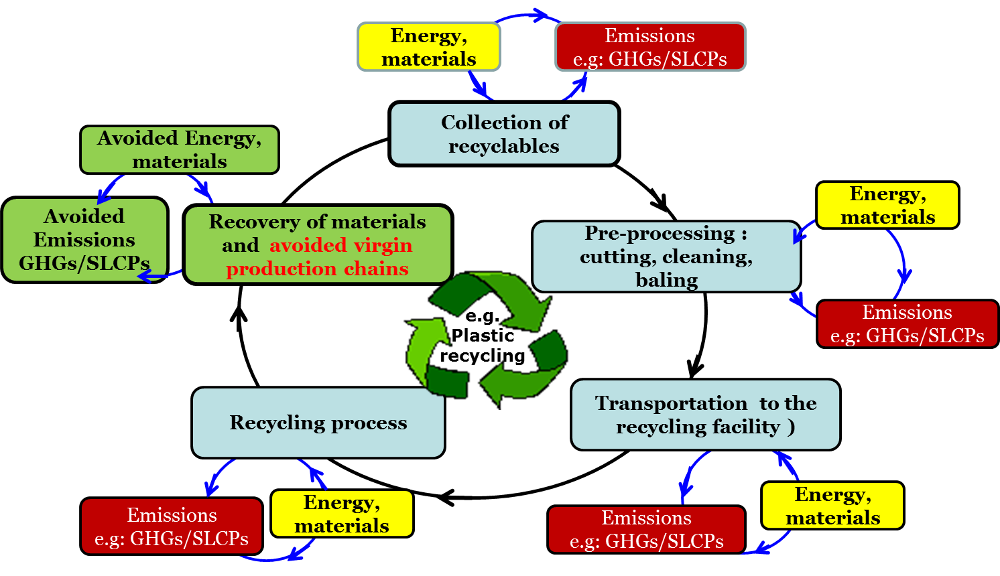 Energy,
materials
Emissions
e.g: GHGs/SLCPs
Collection of
recyclables
Avoided Energy,
materials
Avoided
Emissions
GHGs/SLCPs
Recovery of materials
and avoided virgin
production chains
Pre-processing :
cutting, cleaning,
baling
Energy,
materials
Emissions
e.g: GHGs/SLCPs
e.g.
Plastic
recycling
Recycling process
Transportation to the
recycling facility )
Emissions
e.g: GHGs/SLCPs
Energy,
materials
Emissions
e.g: GHGs/SLCPs
Energy,
materials